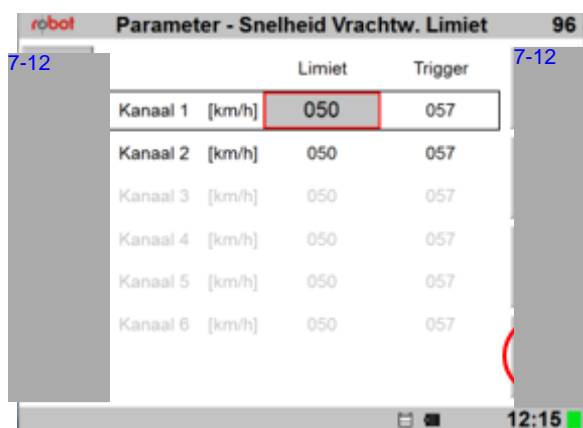 robot Parameter - Snelheid Vrachtw. Limiet 96
7-12 7-12
Limiet Trigger
Kanaal 1 [km/h] 050 057
Kanaal 2 [km/h] 050 057
Kanaal 3 [km/h] 050 057
Kanaal 4 [km/h] 050 057
Kanaal 5 [km/h] 050 057
Kanaal 6 [km/h] 050 057
12:15